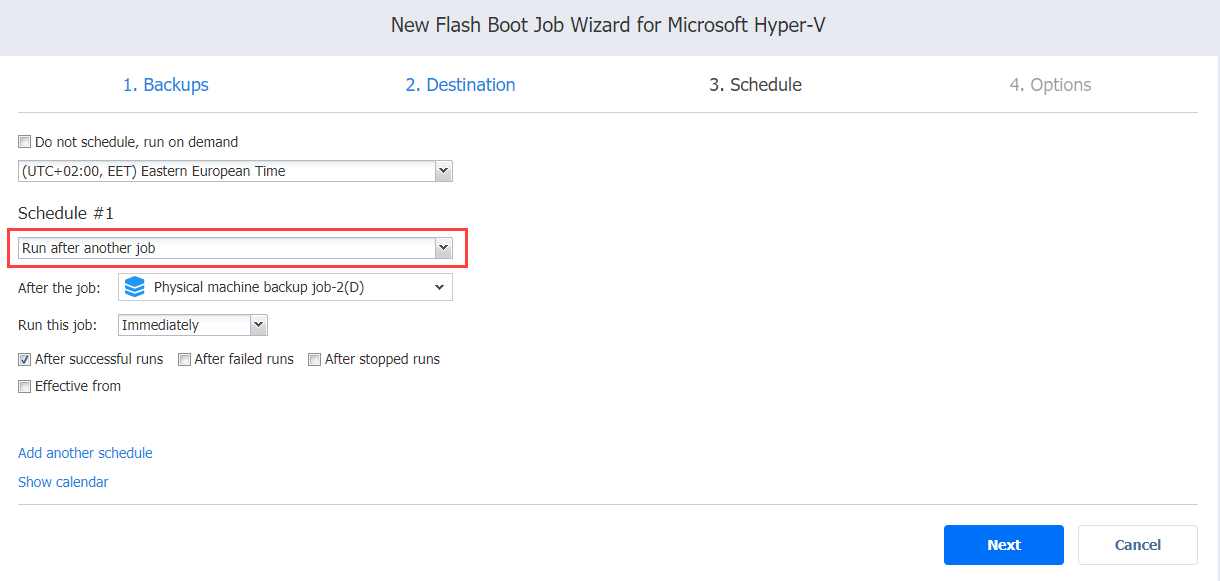 New Flash Boot Job Wizard for Microsoft Hyper-V
1. Backups
2. Destination
3. Schedule
4. Options
Do not schedule, run on demand
(UTC+02:00, EET) Eastern European Time
Schedule #1
Run after another job
After the job: Physical machine backup job-2(D)
Run this job: Immediately
After successful runs After failed runs After stopped runs
Effective from
Add another schedule
Show calendar
Next Cancel